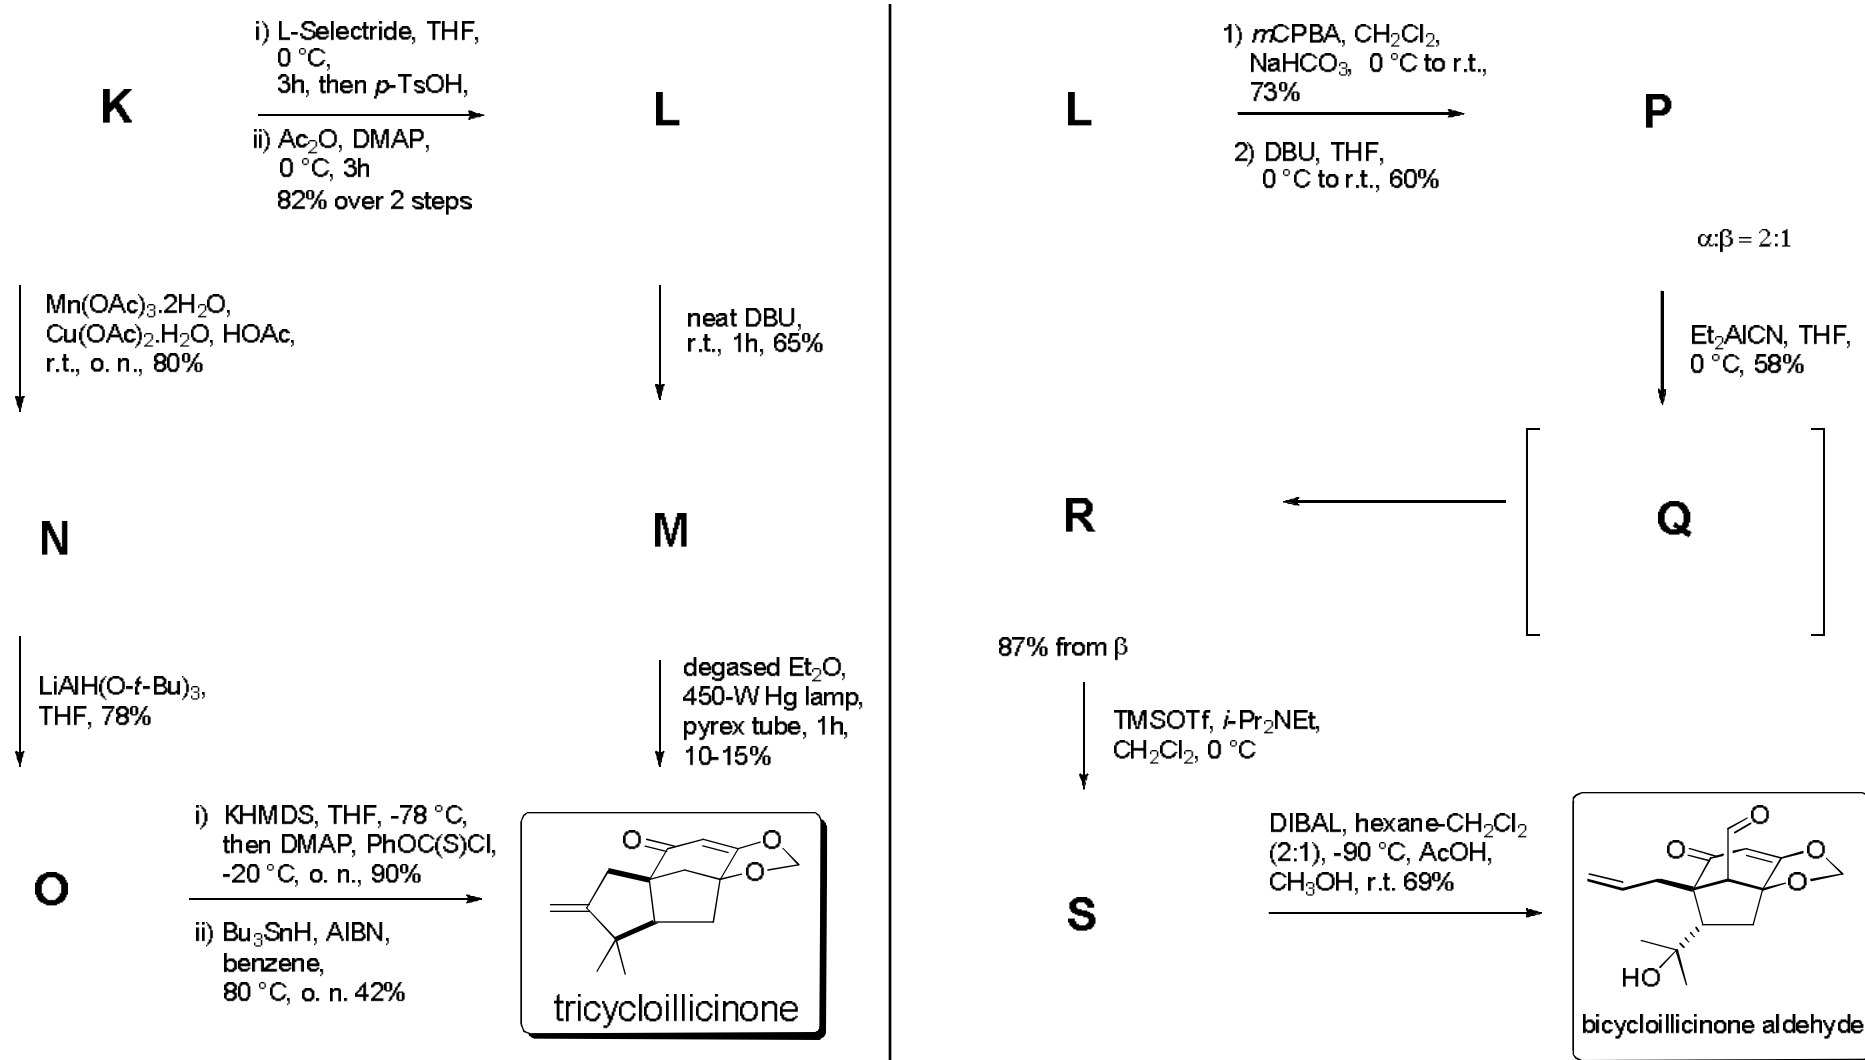 K
i) L-Selectride, THF,
0 °C,
3h, then p-TsOH,
ii) Ac₂O, DMAP,
0 °C, 3h
82% over 2 steps
L
Mn(OAc)₃.2H₂O,
Cu(OAc)₂.H₂O, HOAc,
r.t., o. n., 80%
neat DBU,
r.t., 1h, 65%
N
M
LiAlH(O-t-Bu)₃,
THF, 78%
degased Et₂O,
450-W Hg lamp,
pyrex tube, 1h,
10-15%
O
i) KHMDS, THF, -78 °C,
then DMAP, PhOC(S)Cl,
-20 °C, o. n., 90%
ii) Bu₃SnH, AIBN,
benzene,
80 °C, o. n. 42%
O
O
O
tricycloillicinone
L
1) mCPBA, CH₂Cl₂,
NaHCO₃, 0 °C to r.t.,
73%
2) DBU, THF,
0 °C to r.t., 60%
P
α:β = 2:1
Et₂AlCN, THF,
0 °C, 58%
R
Q
87% from β
TMSOTf, i-Pr₂NEt,
CH₂Cl₂, 0 °C
S
DIBAL, hexane-CH₂Cl₂
(2:1), -90 °C, AcOH,
CH₃OH, r.t. 69%
O
O
O
O
HO
bicycloillicinone aldehyde